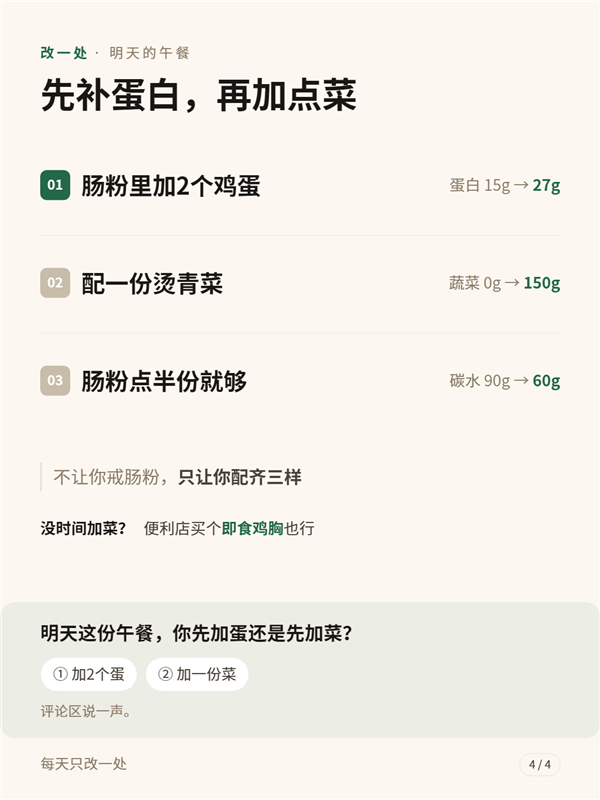 改一处 · 明天的午餐
先补蛋白，再加点菜
01 肠粉里加2个鸡蛋 蛋白 15g → 27g
02 配一份烫青菜 蔬菜 0g → 150g
03 肠粉点半份就够 碳水 90g → 60g
不让你戒肠粉，只让你配齐三样
没时间加菜？ 便利店买个即食鸡胸也行
明天这份午餐，你先加蛋还是先加菜？
① 加2个蛋 ② 加一份菜
评论区说一声。
每天只改一处 4 / 4